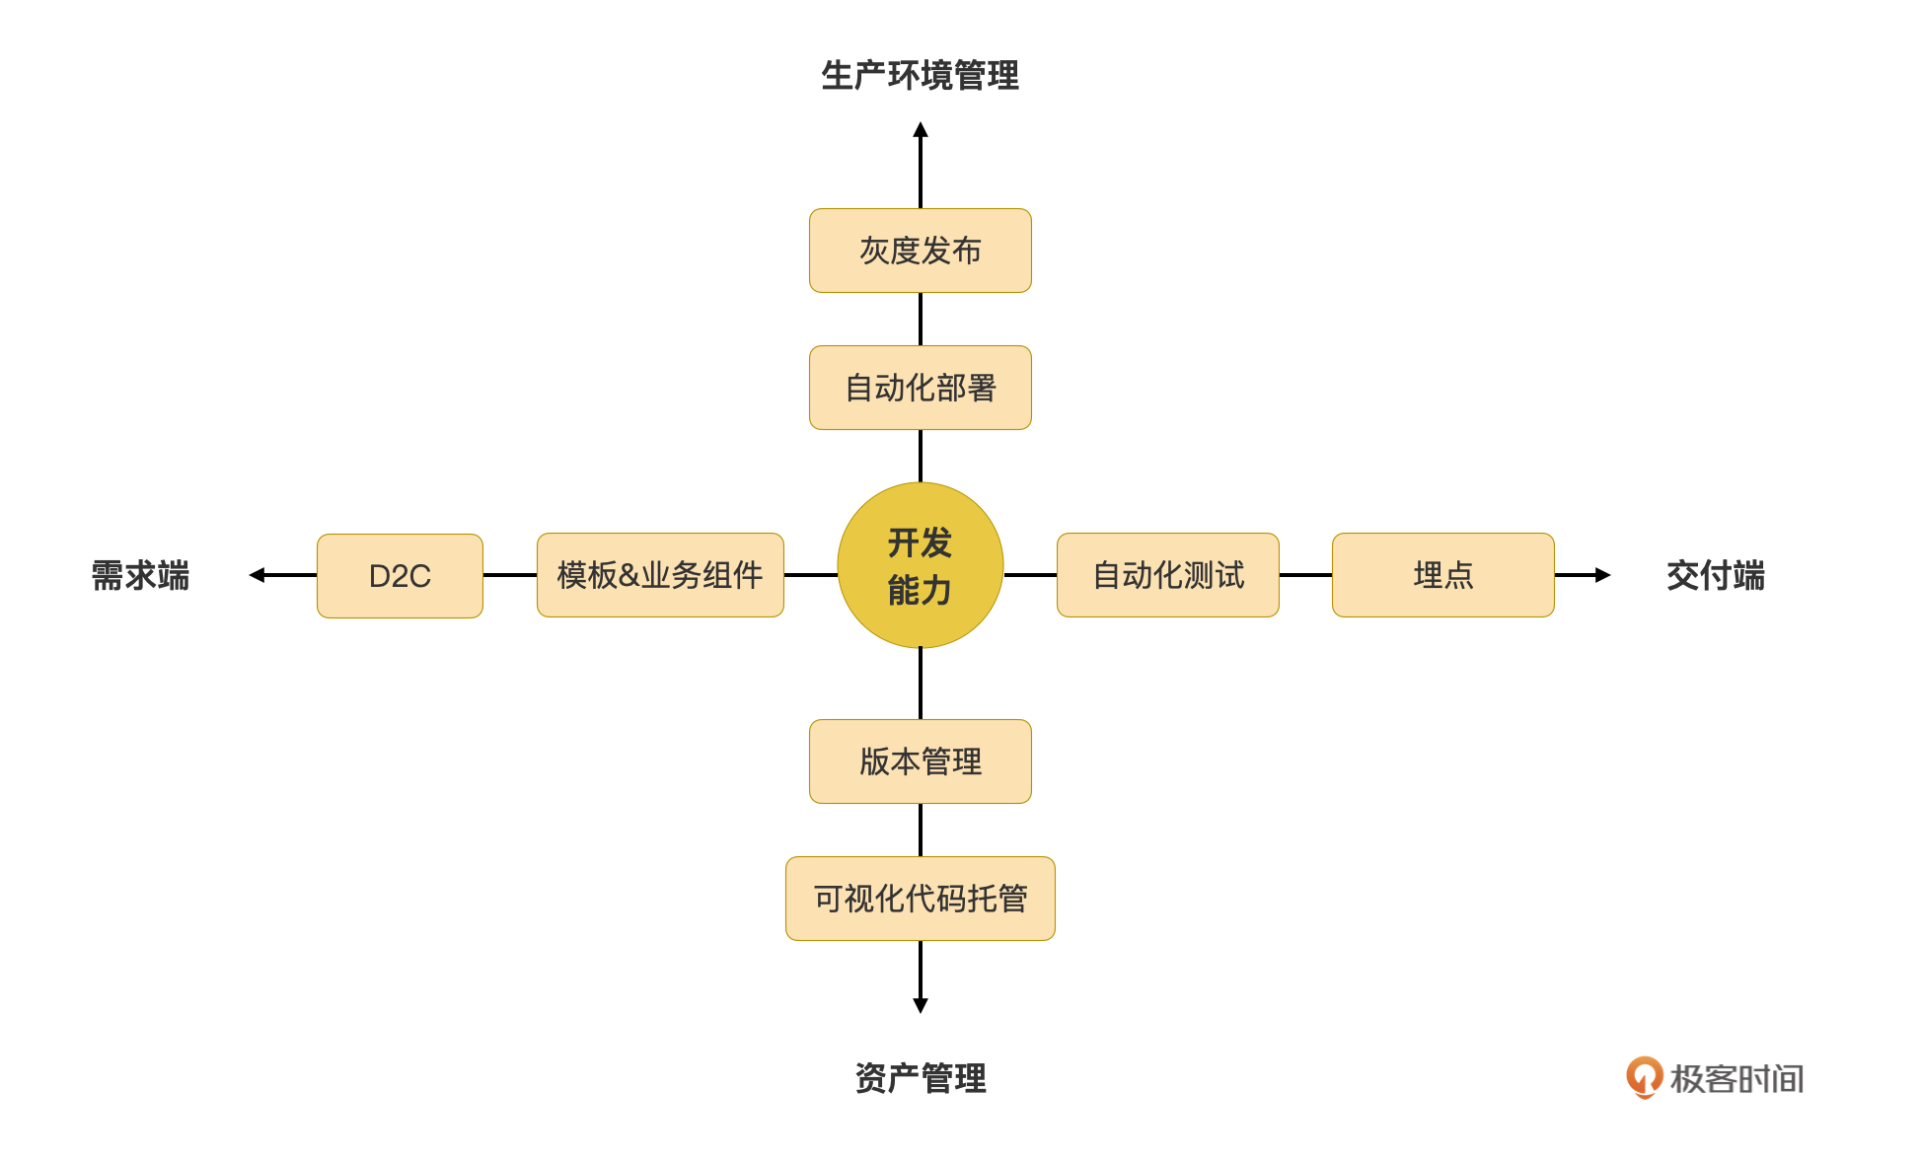 生产环境管理
灰度发布
自动化部署
需求端
D2C
模板&业务组件
开发
能力
自动化测试
埋点
交付端
版本管理
可视化代码托管
资产管理
极客时间